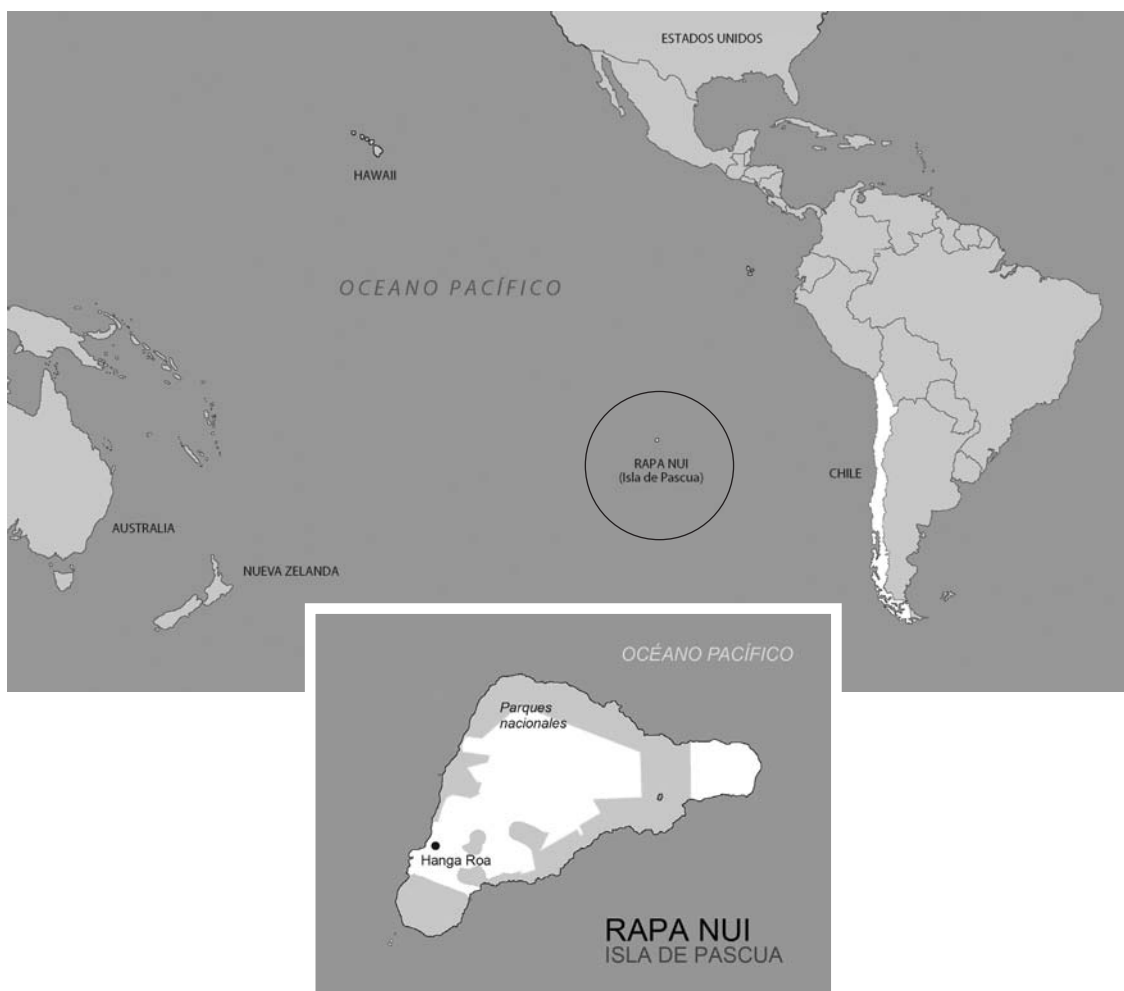 ESTADOS UNIDOS
HAWAII
OCEANO PACÍFICO
RAPA NUI
(Isla de Pascua)
CHILE
AUSTRALIA
NUEVA ZELANDA
OCÉANO PACÍFICO
Parques
nacionales
Hanga Roa
RAPA NUI
ISLA DE PASCUA